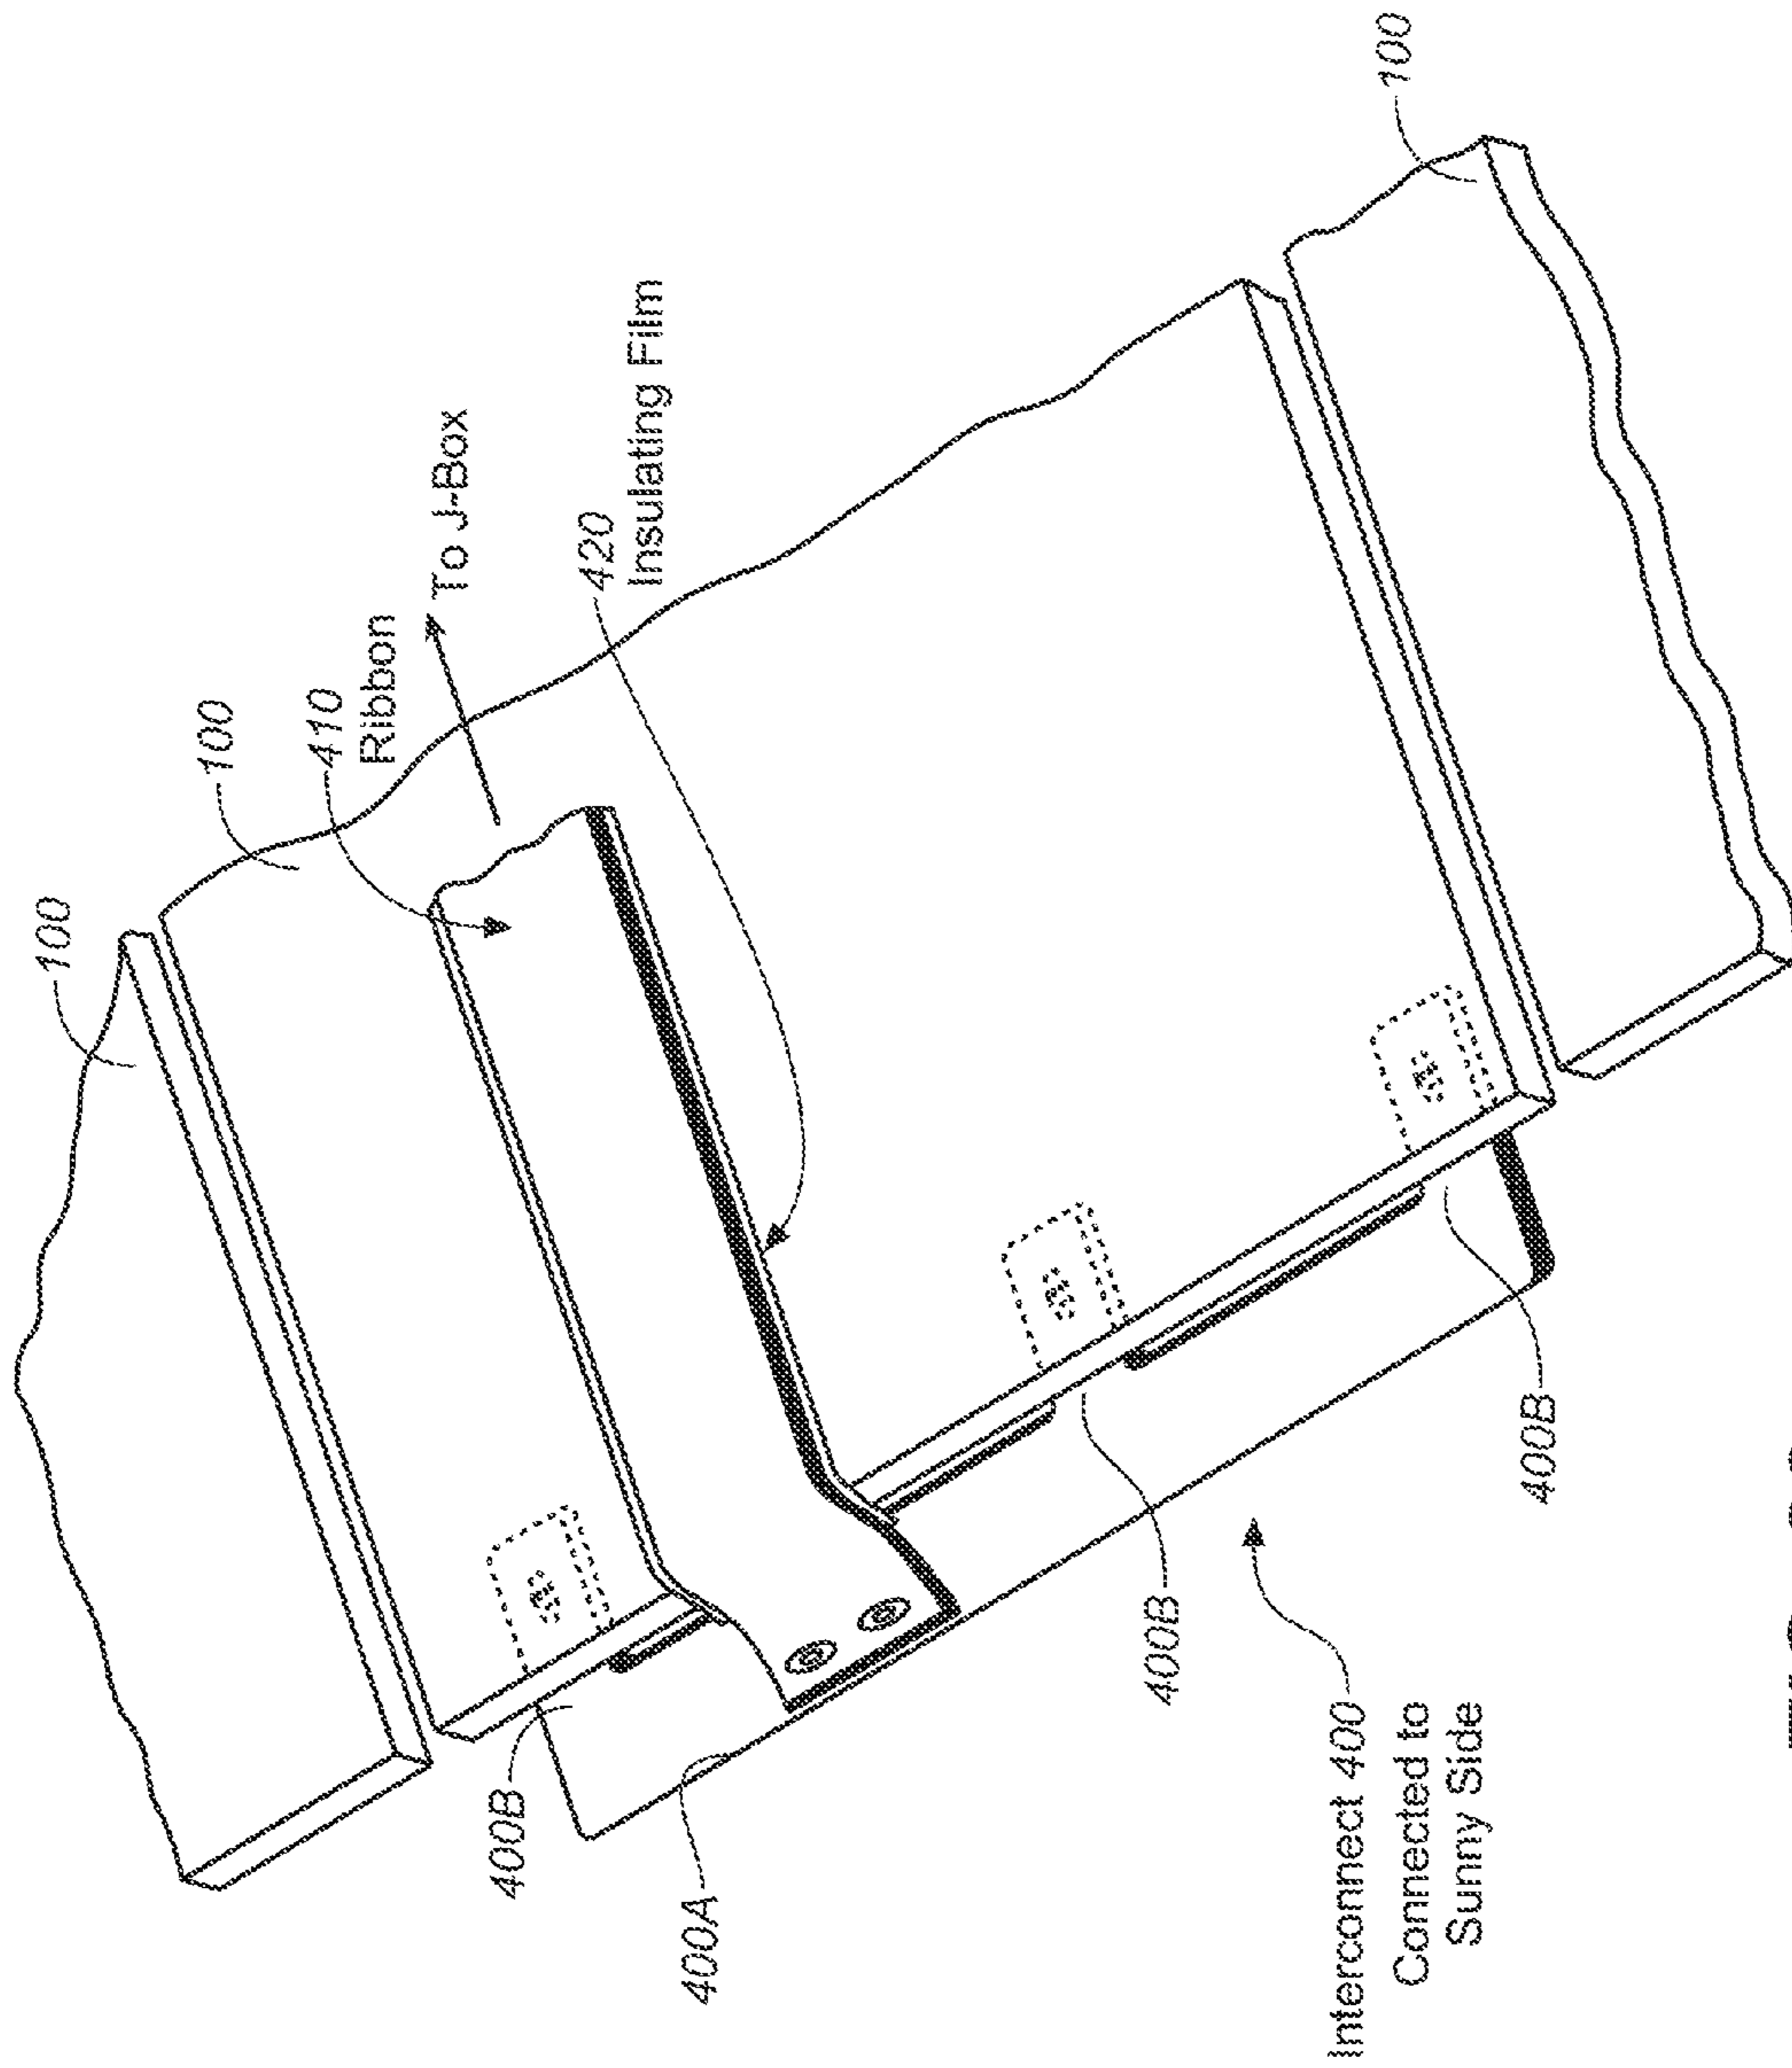 100
100
410
Ribbon
To J-Box
400B
420
Insulating Film
400A
400B
Interconnect 400
Connected to
Sunny Side
100
400B